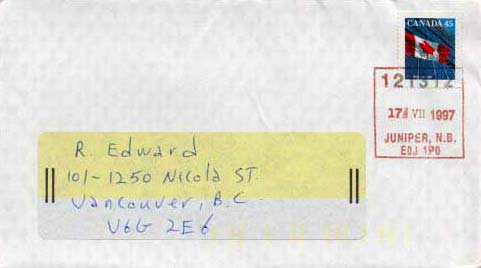 CANADA 45
121312
17 VII 1997
JUNIPER, N.B.
E0J 1P0
R. Edward
101-1250 Nicola ST.
Vancouver, B.C.
V6G 2E6